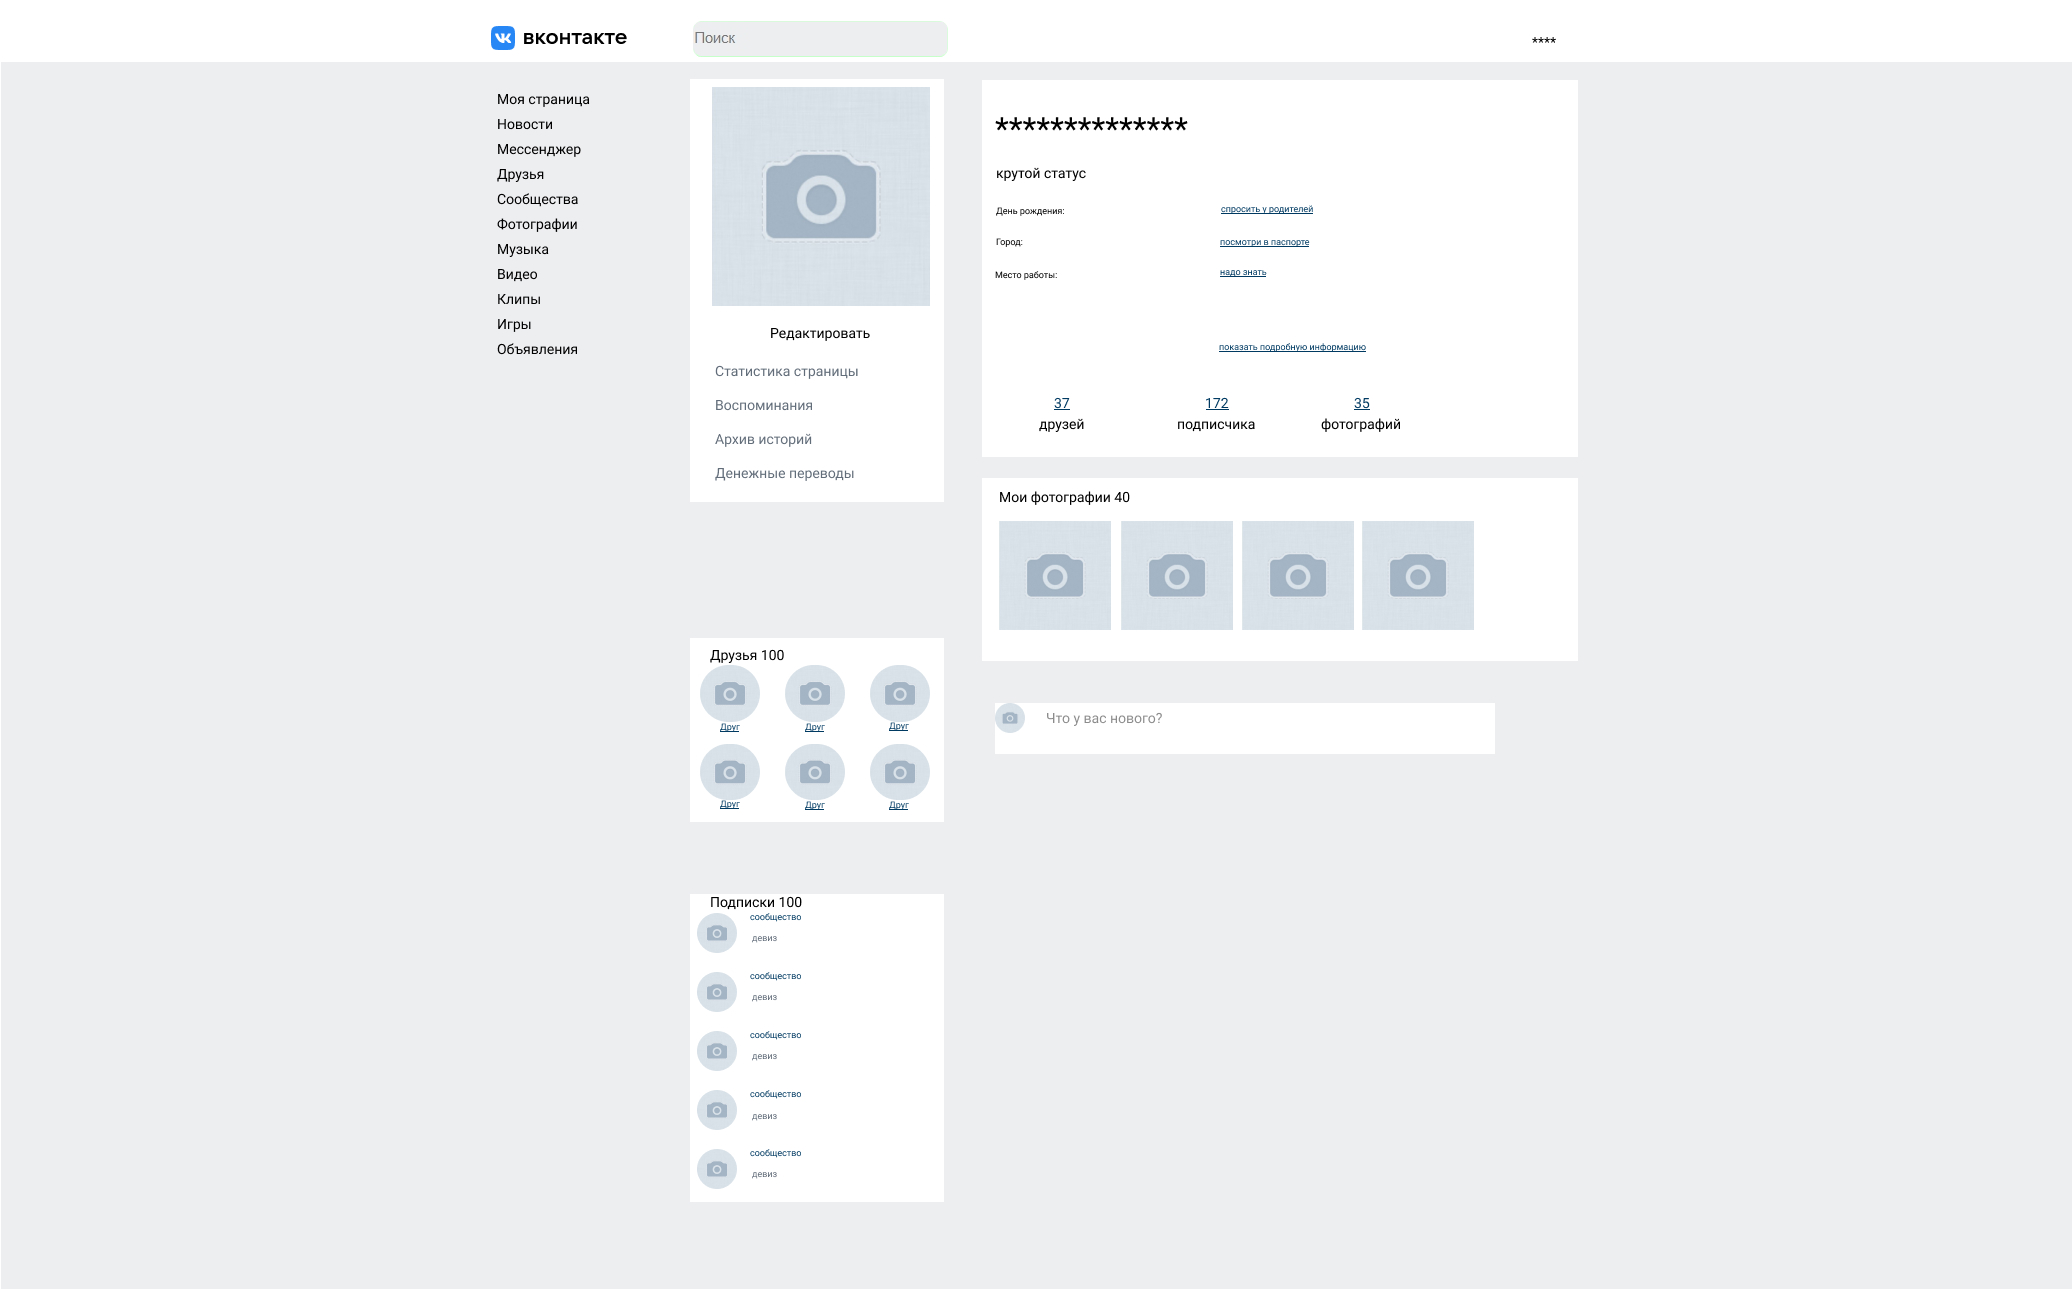 вконтакте
Поиск
****
Моя страница
Новости
Мессенджер
Друзья
Сообщества
Фотографии
Музыка
Видео
Клипы
Игры
Объявления
Редактировать
Статистика страницы
Воспоминания
Архив историй
Денежные переводы
**************
крутой статус
День рождения: спросить у родителей
Город: посмотри в паспорте
Место работы: надо знать
показать подробную информацию
37 172 35
друзей подписчика фотографий
Мои фотографии 40
Что у вас нового?
Друзья 100
Друг Друг Друг
Друг Друг Друг
Подписки 100
сообщество
девиз
сообщество
девиз
сообщество
девиз
сообщество
девиз
сообщество
девиз